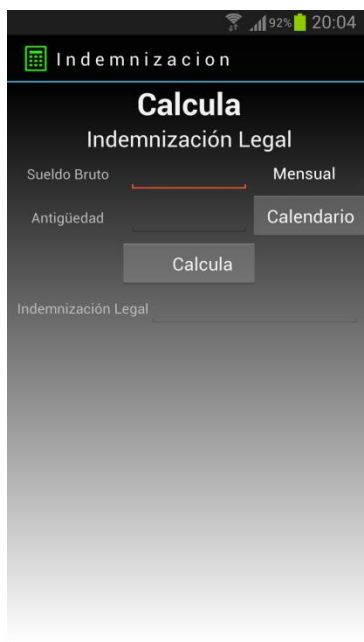 92% 20:04
Indemnizacion
Calcula
Indemnización Legal
Sueldo Bruto Mensual
Antigüedad Calendario
Calcula
Indemnización Legal